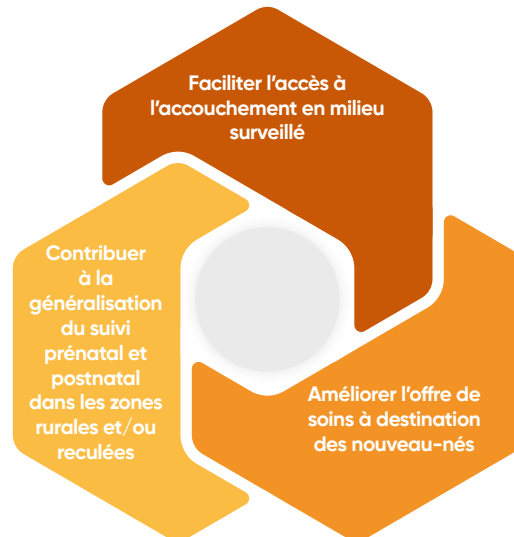 Faciliter l’accès à
l’accouchement en milieu
surveillé
Contribuer
à la
généralisation
du suivi
prénatal et
postnatal
dans les zones
rurales et/ou
reculées
Améliorer l’offre de
soins à destination
des nouveau-nés